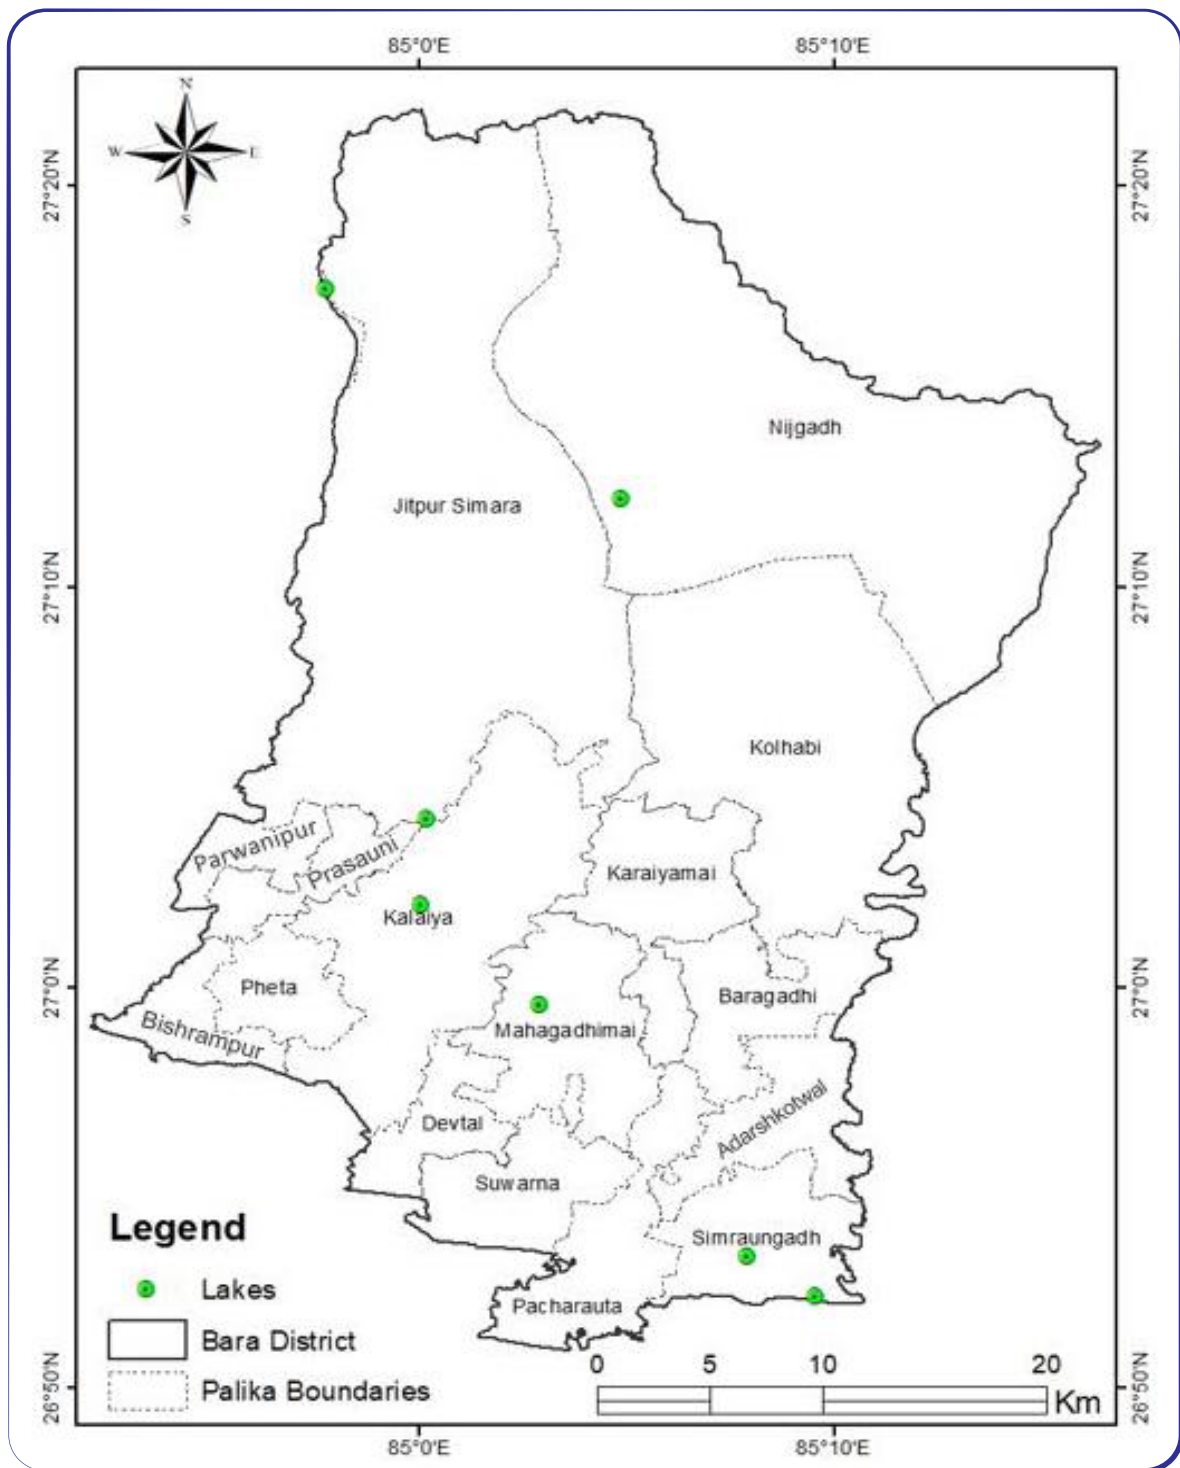 85°0'E 85°10'E
N
W E
S
27°20'N 27°20'N
Nijgadh
Jitpur Simara
27°10'N 27°10'N
Kolhabi
Parwanipur
Prasauni
Karaiyamai
Kalaiya
27°0'N 27°0'N
Pheta
Baragadhi
Bishrampur
Mahagadhimai
Devtal
Adarshkotwal
Suwarna
Simraungadh
Pacharauta
Legend
Lakes
Bara District
Palika Boundaries
0 5 10 20
Km
26°50'N 26°50'N
85°0'E 85°10'E